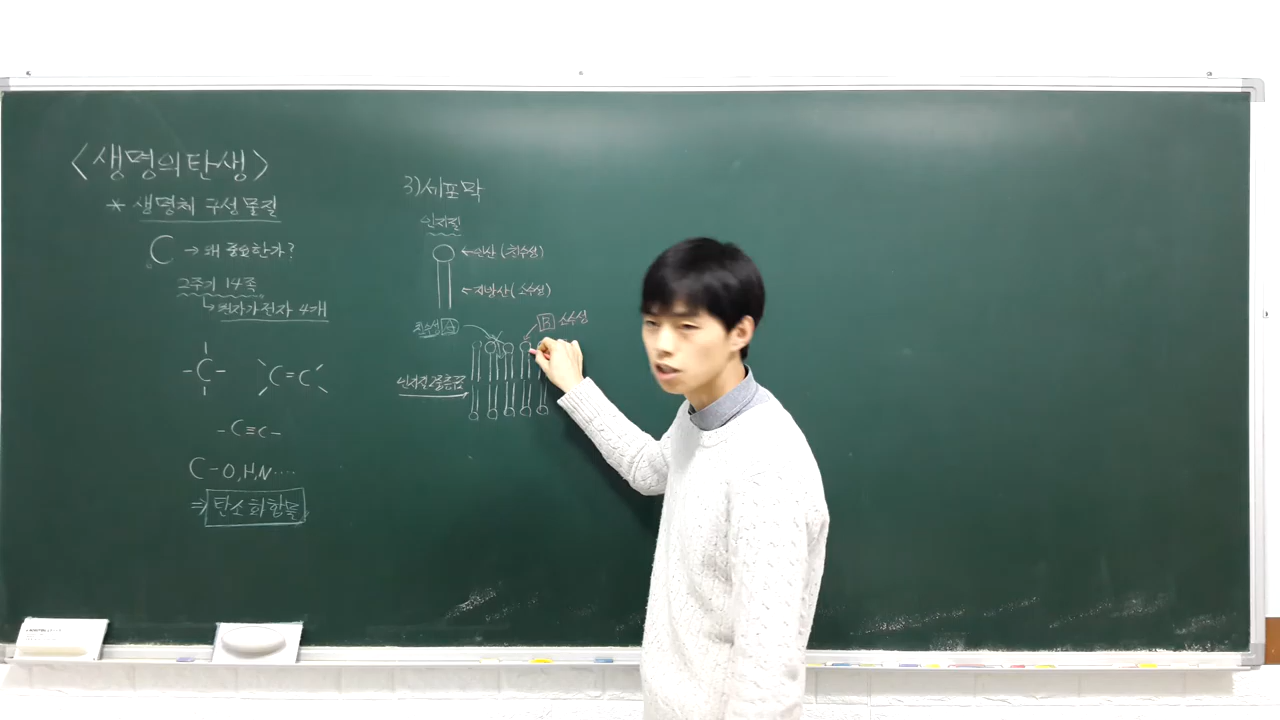 <생명의 탄생>
* 생명체 구성 물질
C → 왜 중요한가?
2주기 14족
↳ 원자가 전자 4개
-C-
C=C
-C≡C-
C-O,H,N····
⇒ 탄소화합물
3) 세포막
인지질
← 인산 (친수성)
← 지방산 (소수성)
친수성 A
B 소수성
인지질 2중층